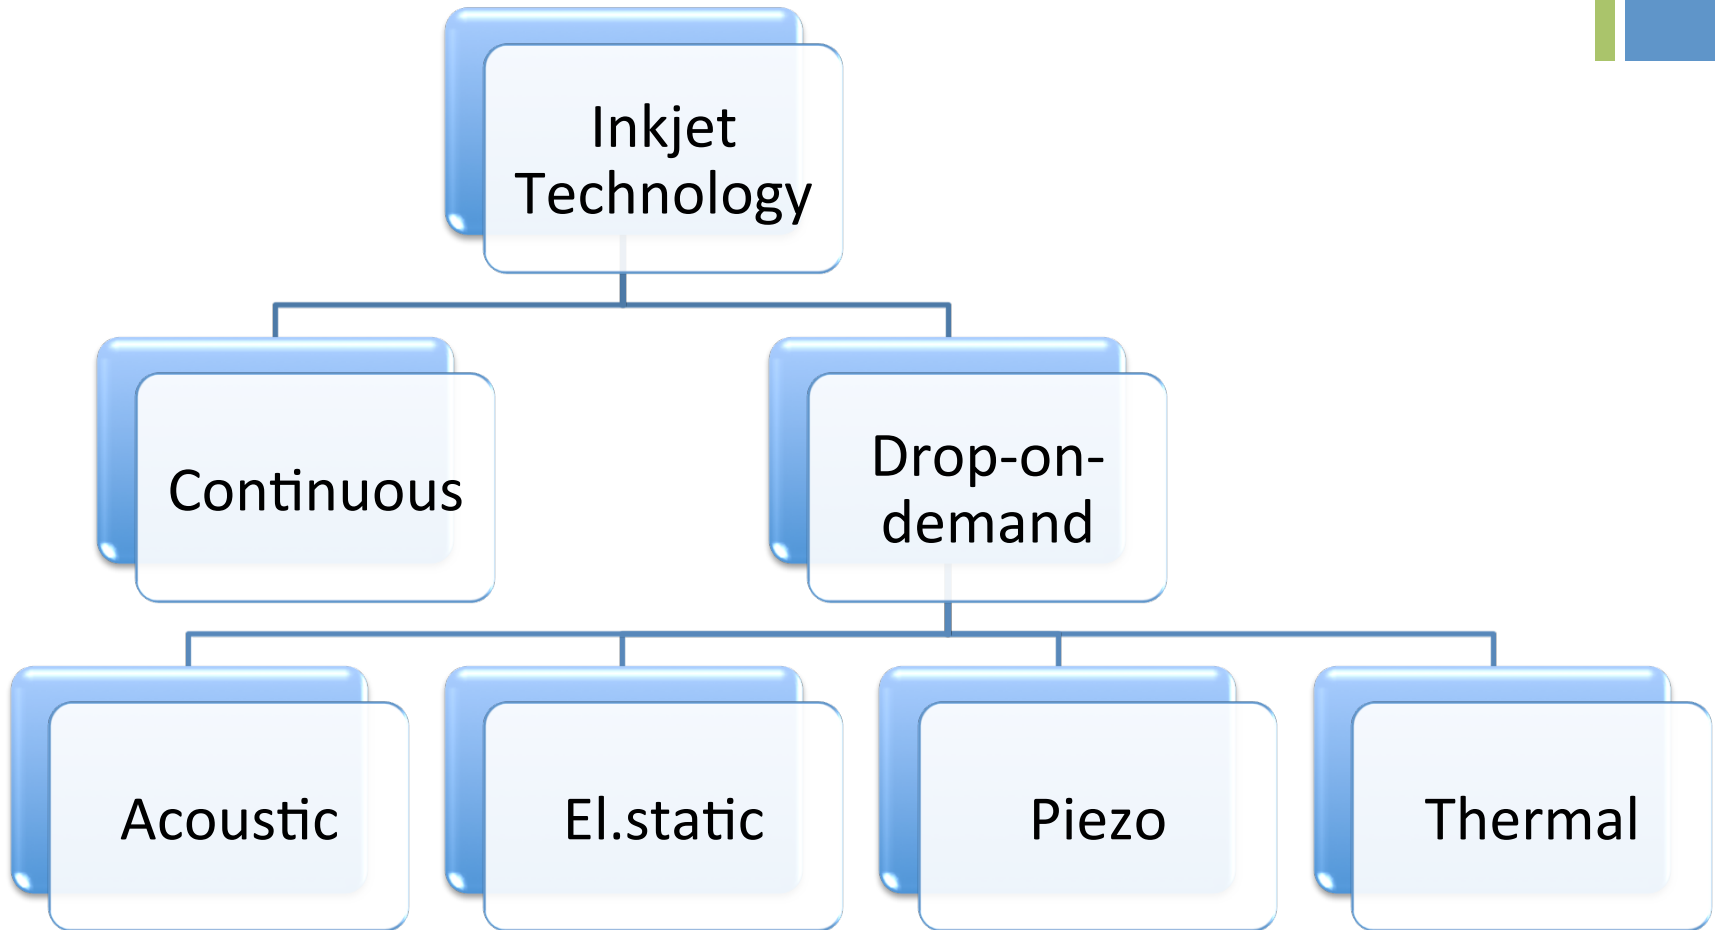 Inkjet
Technology
Continuous
Drop-on-
demand
Acoustic
El.static
Piezo
Thermal